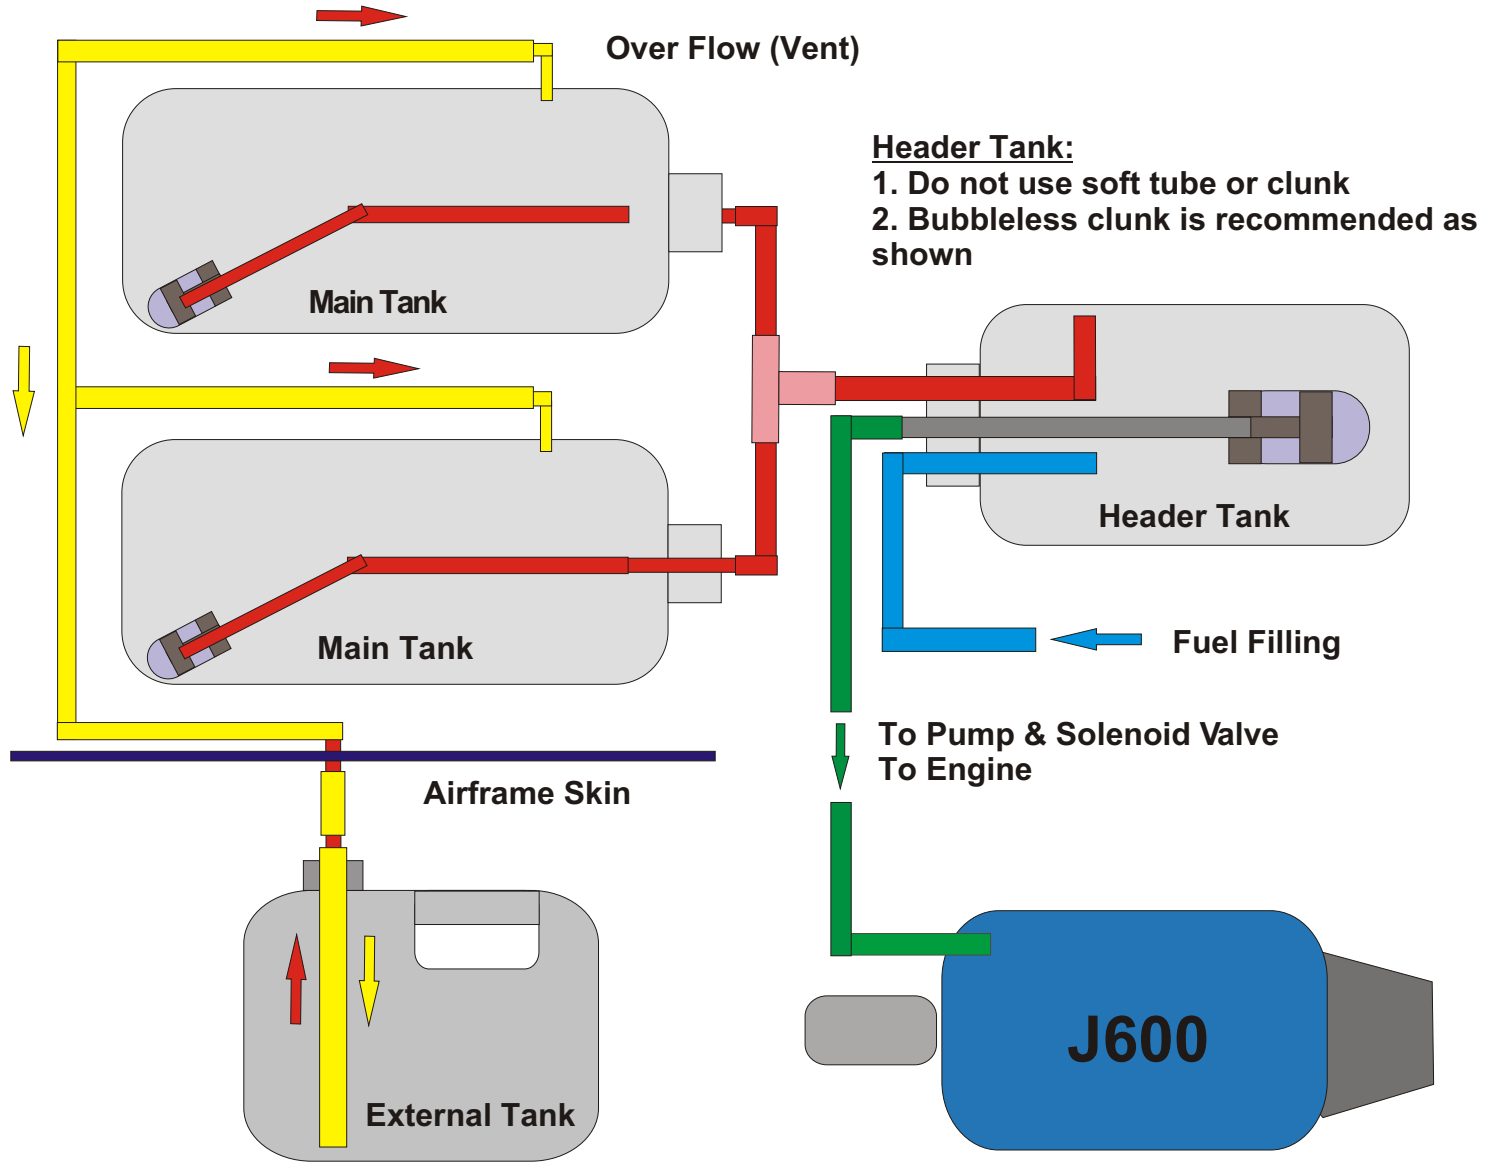 Over Flow (Vent)
Header Tank:
1. Do not use soft tube or clunk
2. Bubbleless clunk is recommended as
shown
Main Tank
Header Tank
Main Tank
Fuel Filling
To Pump & Solenoid Valve
To Engine
Airframe Skin
J600
External Tank